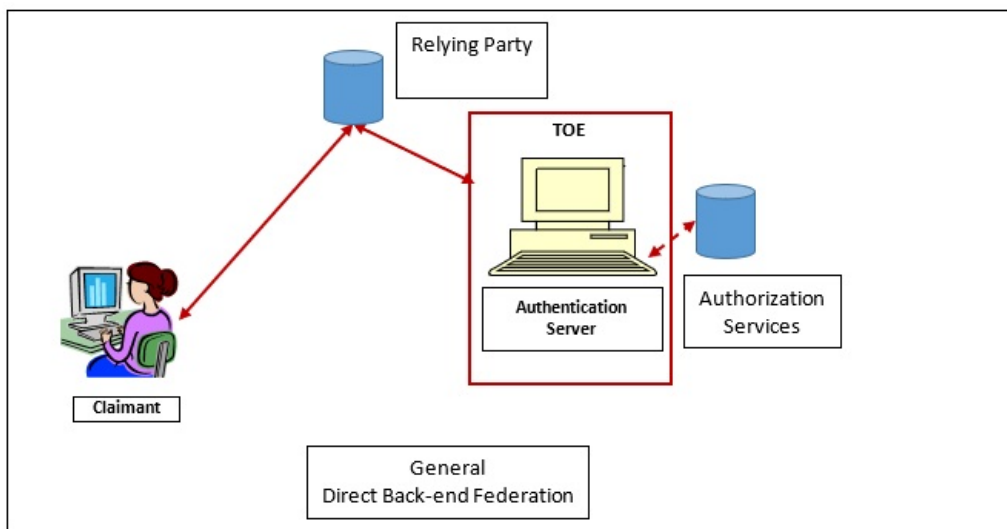 Relying Party
TOE
Authentication
Server
Authorization
Services
Claimant
General
Direct Back-end Federation